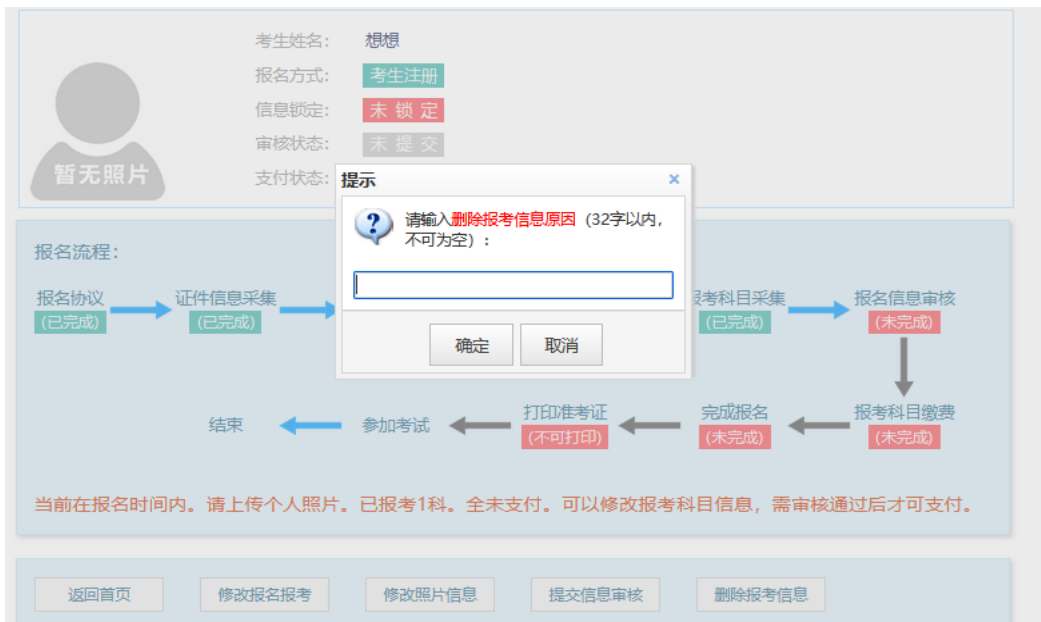 考生姓名： 想想
报名方式： 考生注册
信息锁定： 未 锁 定
审核状态： 未 提 交
暂无照片
支付状态：
提示
×
请输入删除报考信息原因（32字以内，
不可为空）：
确定 取消
报名流程：
报名协议 证件信息采集 报考科目采集 报名信息审核
(已完成) (已完成) (已完成) (未完成)
结束 参加考试 打印准考证 完成报名 报考科目缴费
(不可打印) (未完成) (未完成)
当前在报名时间内。请上传个人照片。已报考1科。全未支付。可以修改报考科目信息，需审核通过后才可支付。
返回首页 修改报名报考 修改照片信息 提交信息审核 删除报考信息